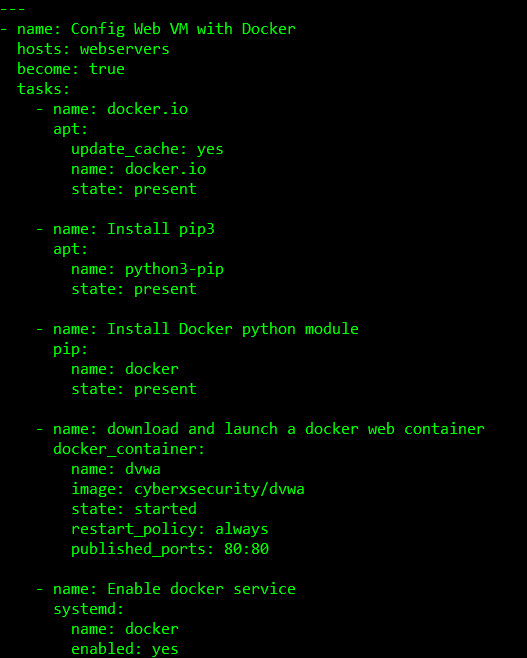 ---
- name: Config Web VM with Docker
  hosts: webservers
  become: true
  tasks:
    - name: docker.io
      apt:
        update_cache: yes
        name: docker.io
        state: present

    - name: Install pip3
      apt:
        name: python3-pip
        state: present

    - name: Install Docker python module
      pip:
        name: docker
        state: present

    - name: download and launch a docker web container
      docker_container:
        name: dvwa
        image: cyberxsecurity/dvwa
        state: started
        restart_policy: always
        published_ports: 80:80

    - name: Enable docker service
      systemd:
        name: docker
        enabled: yes